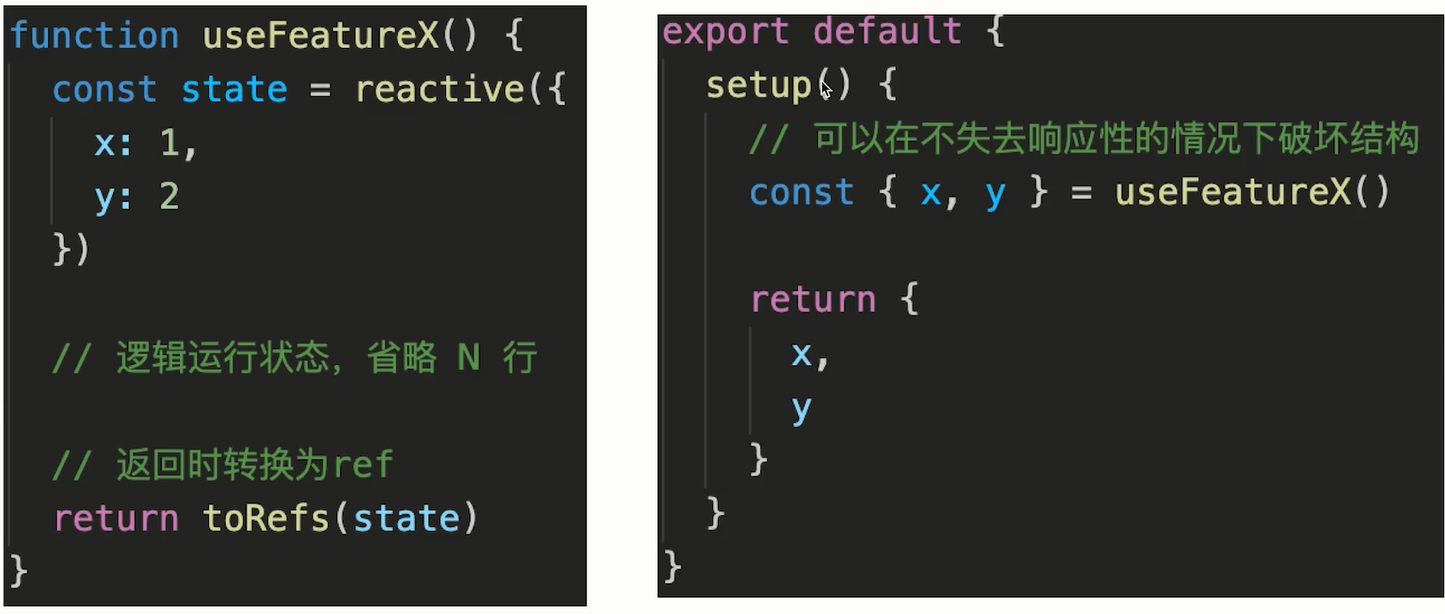 function useFeatureX() {
const state = reactive({
x: 1,
y: 2
})
// 逻辑运行状态，省略 N 行
// 返回时转换为ref
return toRefs(state)
}
export default {
setup() {
// 可以在不失去响应性的情况下破坏结构
const { x, y } = useFeatureX()
return {
x,
y
}
}
}